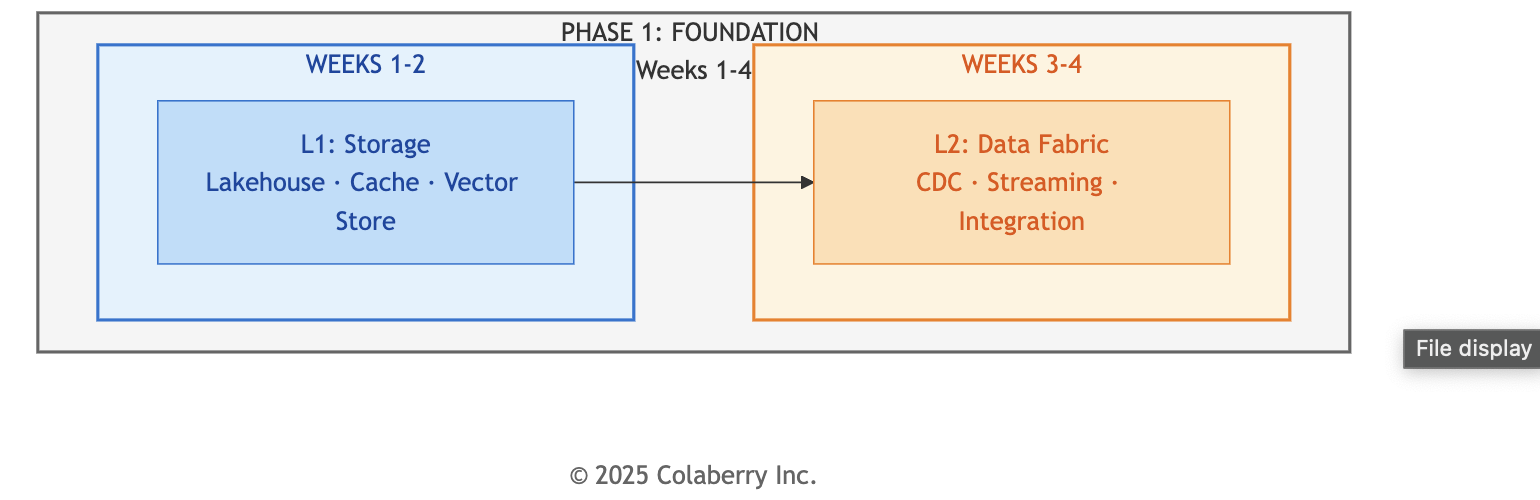 PHASE 1: FOUNDATION
Weeks 1-4
WEEKS 1-2
L1: Storage
Lakehouse · Cache · Vector
Store
WEEKS 3-4
L2: Data Fabric
CDC · Streaming ·
Integration
File display
© 2025 Colaberry Inc.